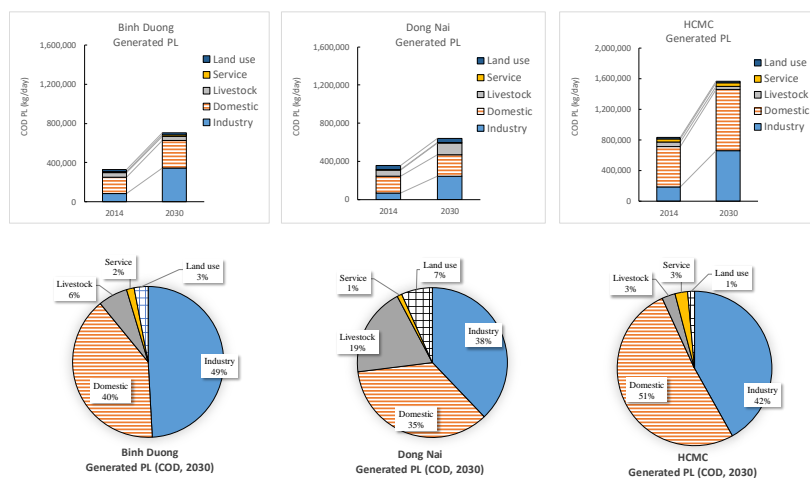 Binh Duong
Generated PL
COD PL (kg/day)
1,600,000
1,200,000
800,000
400,000
0
2014
2030
Land use
Service
Livestock
Domestic
Industry
Dong Nai
Generated PL
COD PL (kg/day)
1,600,000
1,200,000
800,000
400,000
0
2014
2030
Land use
Service
Livestock
Domestic
Industry
HCMC
Generated PL
COD PL (kg/day)
2,000,000
1,600,000
1,200,000
800,000
400,000
0
2014
2030
Land use
Service
Livestock
Domestic
Industry
Service
2%
Land use
3%
Livestock
6%
Industry
49%
Domestic
40%
Binh Duong
Generated PL (COD, 2030)
Service
1%
Land use
7%
Livestock
19%
Industry
38%
Domestic
35%
Dong Nai
Generated PL (COD, 2030)
Service
3%
Land use
1%
Livestock
3%
Domestic
51%
Industry
42%
HCMC
Generated PL (COD, 2030)